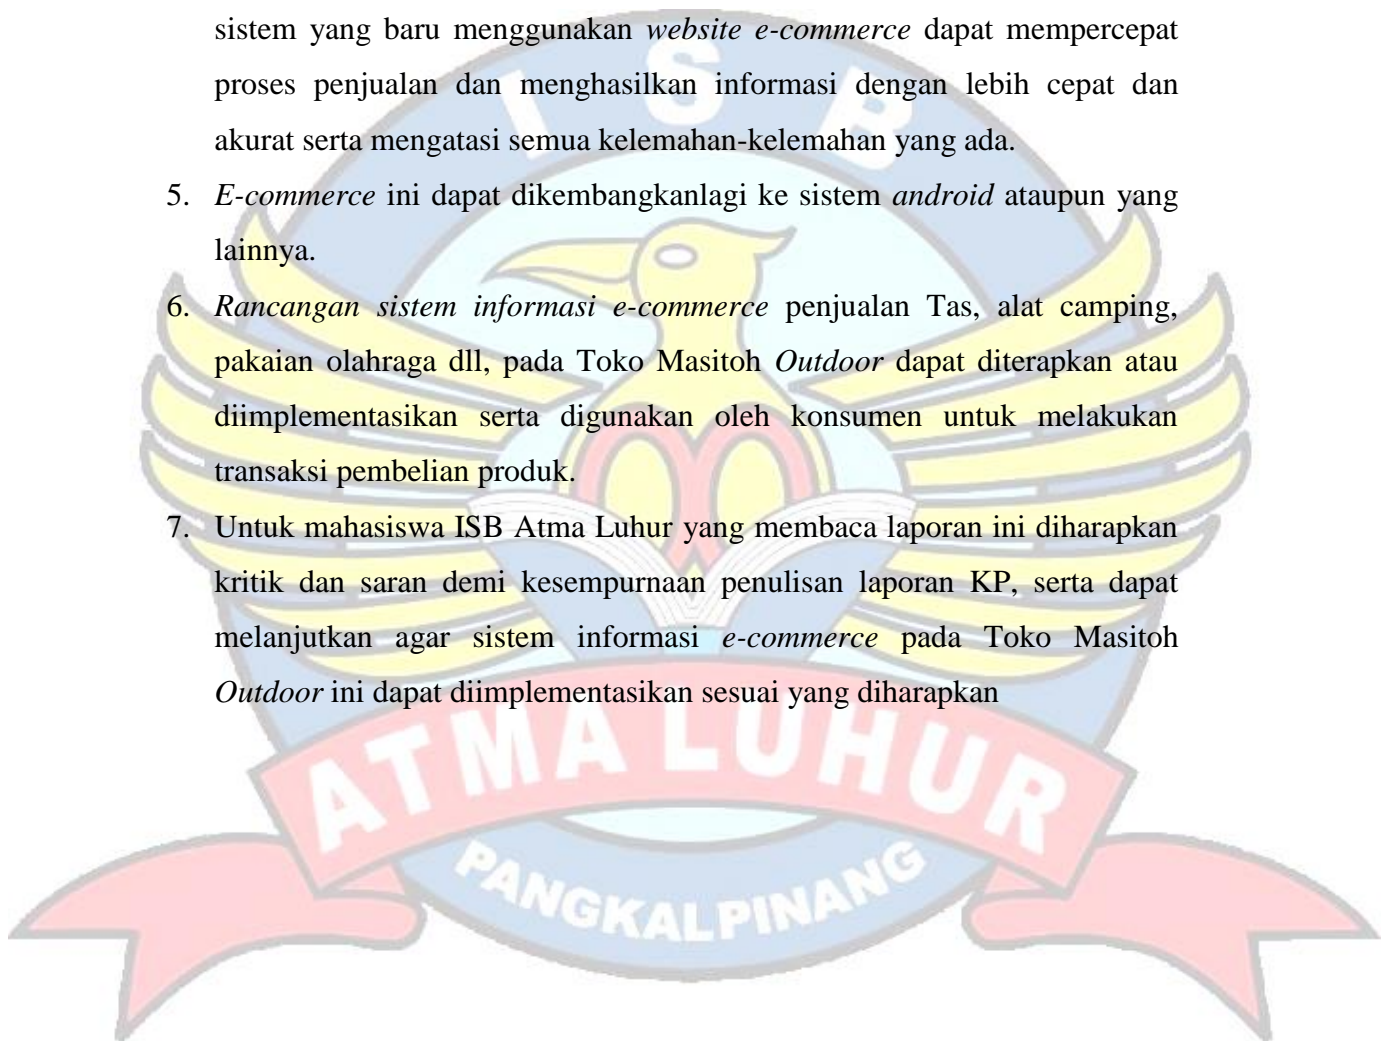 sistem yang baru menggunakan website e-commerce dapat mempercepat
proses penjualan dan menghasilkan informasi dengan lebih cepat dan
akurat serta mengatasi semua kelemahan-kelemahan yang ada.
5. E-commerce ini dapat dikembangkanlagi ke sistem android ataupun yang
lainnya.
6. Rancangan sistem informasi e-commerce penjualan Tas, alat camping,
pakaian olahraga dll, pada Toko Masitoh Outdoor dapat diterapkan atau
diimplementasikan serta digunakan oleh konsumen untuk melakukan
transaksi pembelian produk.
7. Untuk mahasiswa ISB Atma Luhur yang membaca laporan ini diharapkan
kritik dan saran demi kesempurnaan penulisan laporan KP, serta dapat
melanjutkan agar sistem informasi e-commerce pada Toko Masitoh
Outdoor ini dapat diimplementasikan sesuai yang diharapkan
ISB
ATMA LUHUR
PANGKALPINANG